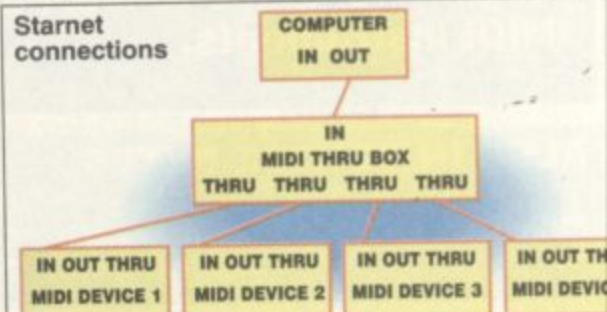 Starnet
connections
COMPUTER
IN OUT
IN
MIDI THRU BOX
THRU THRU THRU THRU
IN OUT THRU
MIDI DEVICE 1
IN OUT THRU
MIDI DEVICE 2
IN OUT THRU
MIDI DEVICE 3
IN OUT
MIDI